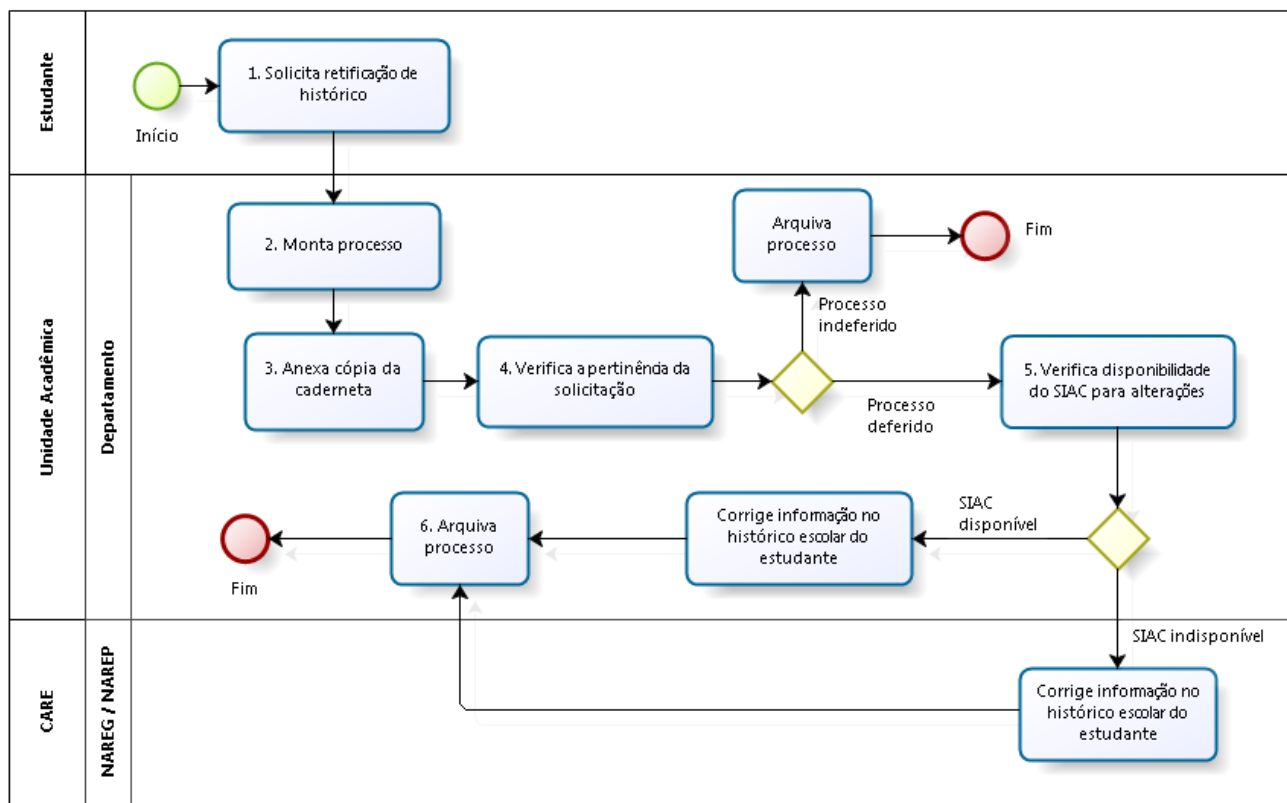 Estudante
Início
1. Solicita retificação de
histórico
Unidade Acadêmica
Departamento
2. Monta processo
Arquiva
processo
Fim
Processo
indeferido
3. Anexa cópia da
caderneta
4. Verifica apertinência da
solicitação
Processo
deferido
5. Verifica disponibilidade
do SIAC para alterações
SIAC
disponível
Corrige informação no
histórico escolar do
estudante
6. Arquiva
processo
Fim
CARE
NAREG / NAREP
SIAC indisponível
Corrige informação no
histórico escolar do
estudante